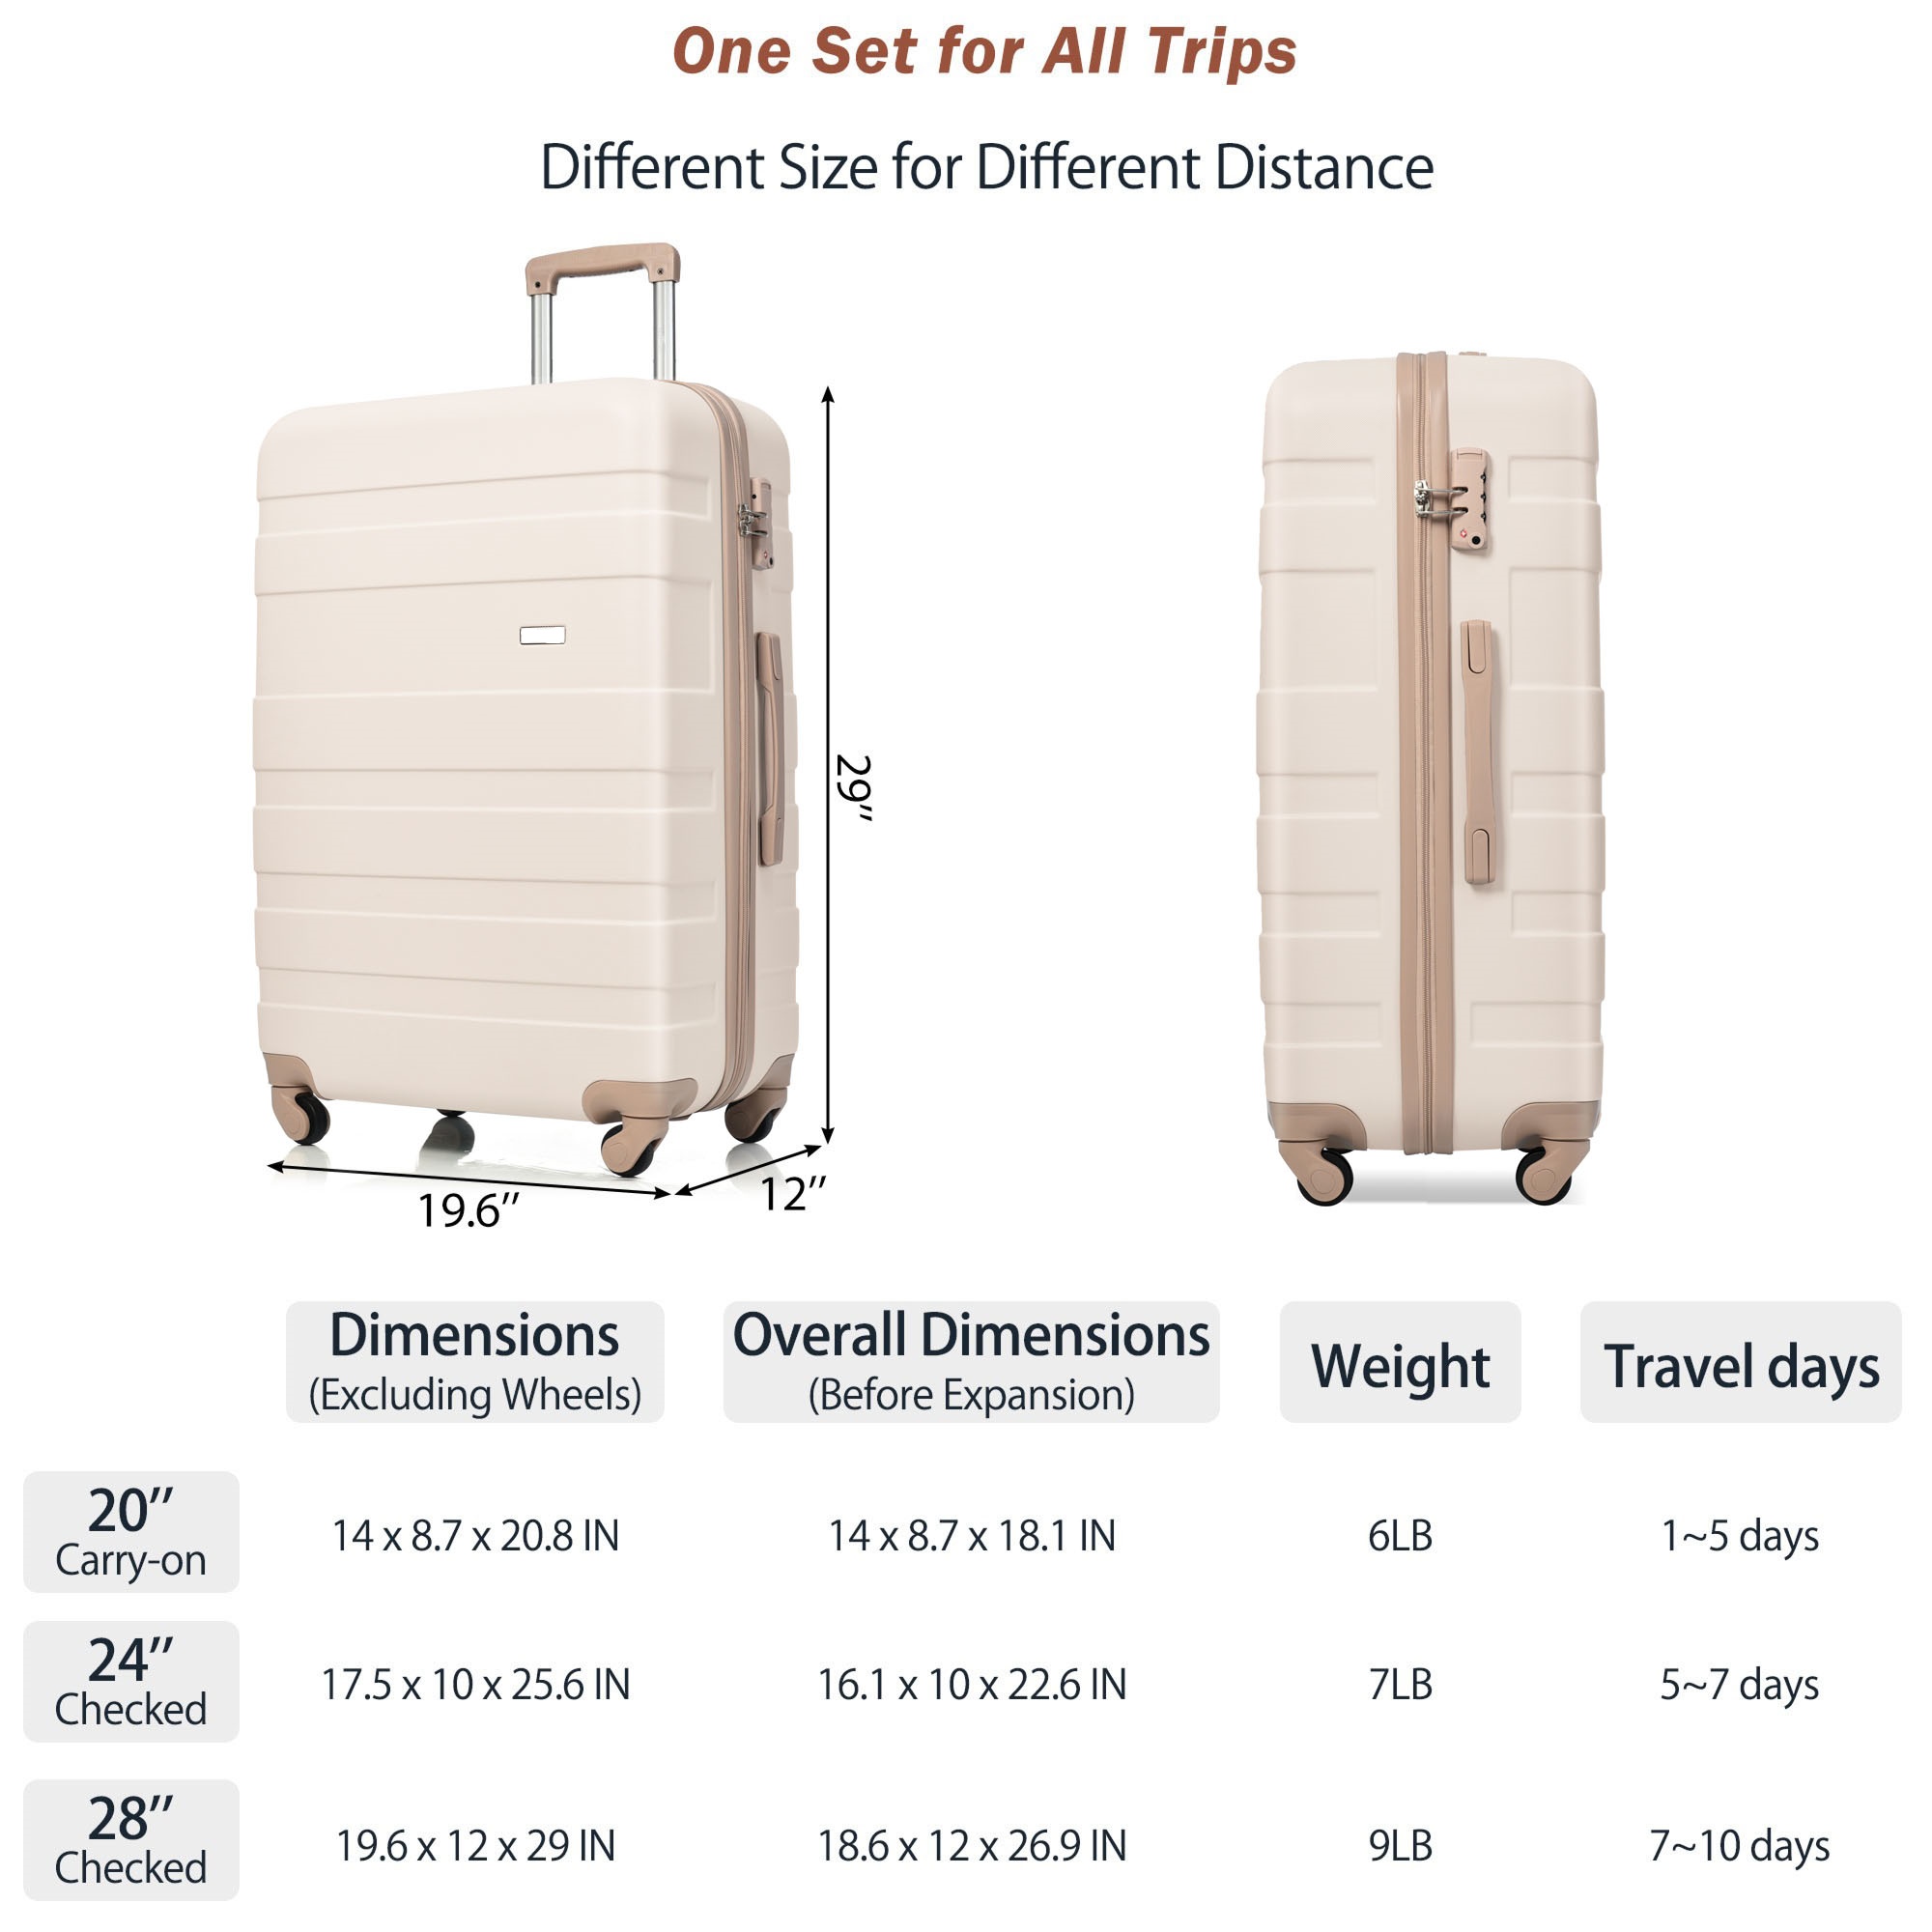 One Set for All Trips
Different Size for Different Distance
29’’
19.6’’
12’’
Dimensions
(Excluding Wheels)
Overall Dimensions
(Before Expansion)
Weight
Travel days
20’’
Carry-on
14 x 8.7 x 20.8 IN
14 x 8.7 x 18.1 IN
6LB
1~5 days
24’’
Checked
17.5 x 10 x 25.6 IN
16.1 x 10 x 22.6 IN
7LB
5~7 days
28’’
Checked
19.6 x 12 x 29 IN
18.6 x 12 x 26.9 IN
9LB
7~10 days